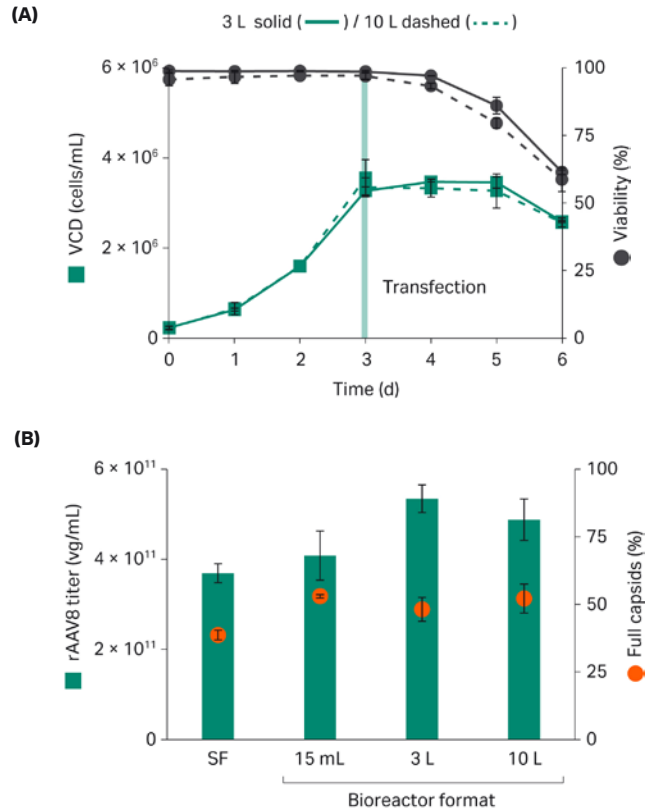 (A)
3 L solid ( ) / 10 L dashed ( )
6 × 10⁶
4 × 10⁶
2 × 10⁶
0
VCD (cells/mL)
100
75
50
25
0
Viability (%)
Transfection
0 1 2 3 4 5 6
Time (d)
(B)
6 × 10¹¹
4 × 10¹¹
2 × 10¹¹
0
rAAV8 titer (vg/mL)
100
75
50
25
0
Full capsids (%)
SF 15 mL 3 L 10 L
Bioreactor format